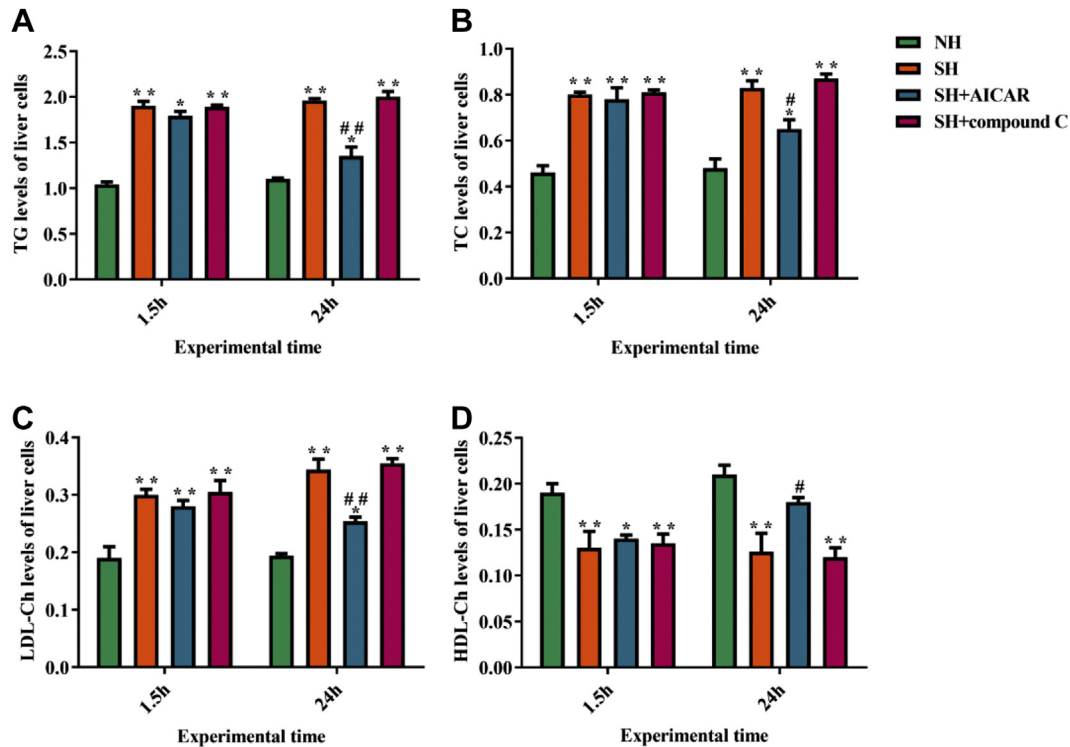 A
TG levels of liver cells
2.5
2.0
1.5
1.0
0.5
0.0
* *
*
* *
* *
# #
*
* *
1.5h
24h
Experimental time
B
TC levels of liver cells
1.0
0.8
0.6
0.4
0.2
0.0
* *
* *
* *
* *
#
*
* *
1.5h
24h
Experimental time
NH
SH
SH+AICAR
SH+compound C
C
LDL-Ch levels of liver cells
0.4
0.3
0.2
0.1
0.0
* *
* *
* *
* *
# #
*
* *
1.5h
24h
Experimental time
D
HDL-Ch levels of liver cells
0.25
0.20
0.15
0.10
0.05
0.00
* *
*
* *
* *
#
* *
1.5h
24h
Experimental time